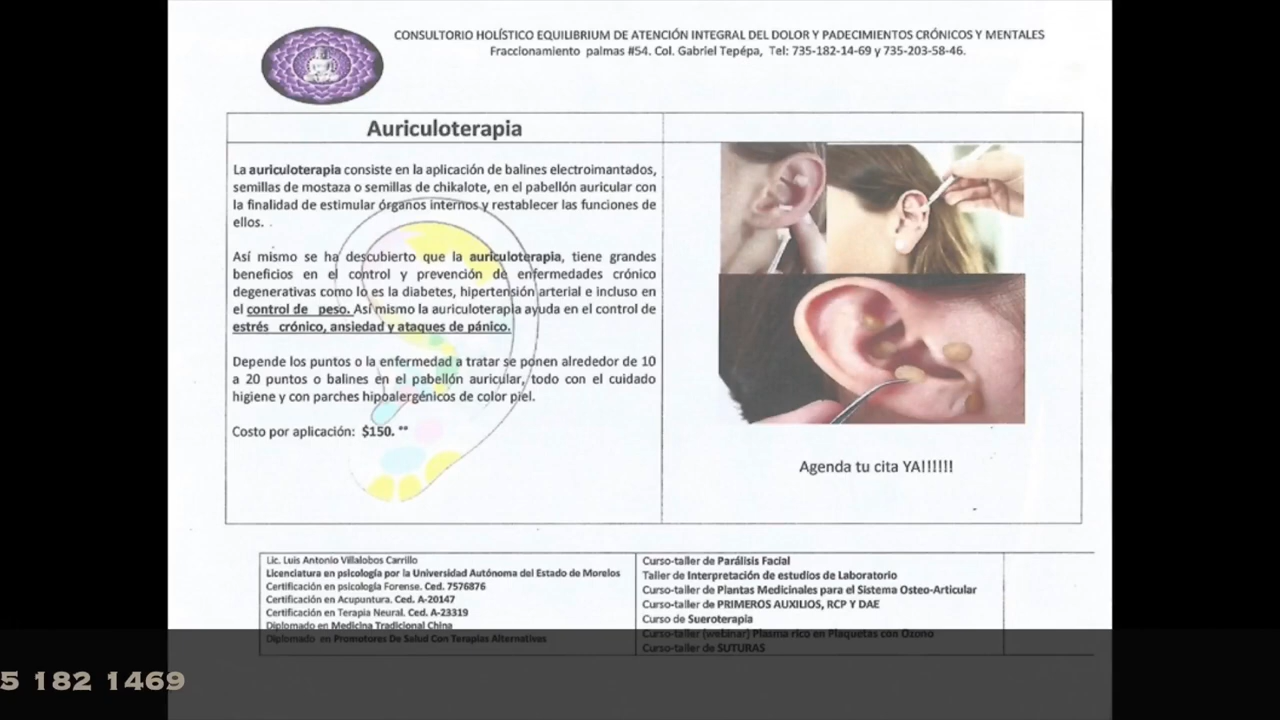 CONSULTORIO HOLÍSTICO EQUILIBRIUM DE ATENCIÓN INTEGRAL DEL DOLOR Y PADECIMIENTOS CRÓNICOS Y MENTALES
Fraccionamiento palmas #54. Col. Gabriel Tepépa, Tel: 735-182-14-69 y 735-203-58-46.
Auriculoterapia
La auriculoterapia consiste en la aplicación de balines electroimantados,
semillas de mostaza o semillas de chikalote, en el pabellón auricular con
la finalidad de estimular órganos internos y restablecer las funciones de
ellos.
Así mismo se ha descubierto que la auriculoterapia, tiene grandes
beneficios en el control y prevención de enfermedades crónico
degenerativas como lo es la diabetes, hipertensión arterial e incluso en
el control de peso. Así mismo la auriculoterapia ayuda en el control de
estrés crónico, ansiedad y ataques de pánico.
Depende los puntos o la enfermedad a tratar se ponen alrededor de 10
a 20 puntos o balines en el pabellón auricular, todo con el cuidado
higiene y con parches hipoalergénicos de color piel.
Costo por aplicación: $150. °°
Agenda tu cita YA!!!!!!
Lic. Luis Antonio Villalobos Carrillo
Licenciatura en psicología por la Universidad Autónoma del Estado de Morelos
Certificación en psicología Forense. Ced. 7576876
Certificación en Acupuntura. Ced. A-20147
Certificación en Terapia Neural. Ced. A-23319
Diplomado en Medicina Tradicional China
Diplomado en Promotores De Salud Con Terapias Alternativas
Curso-taller de Parálisis Facial
Taller de Interpretación de estudios de Laboratorio
Curso-taller de Plantas Medicinales para el Sistema Osteo-Articular
Curso-taller de PRIMEROS AUXILIOS, RCP Y DAE
Curso de Sueroterapia
Curso-taller (webinar) Plasma rico en Plaquetas con Ozono
Curso-taller de SUTURAS
5 182 1469